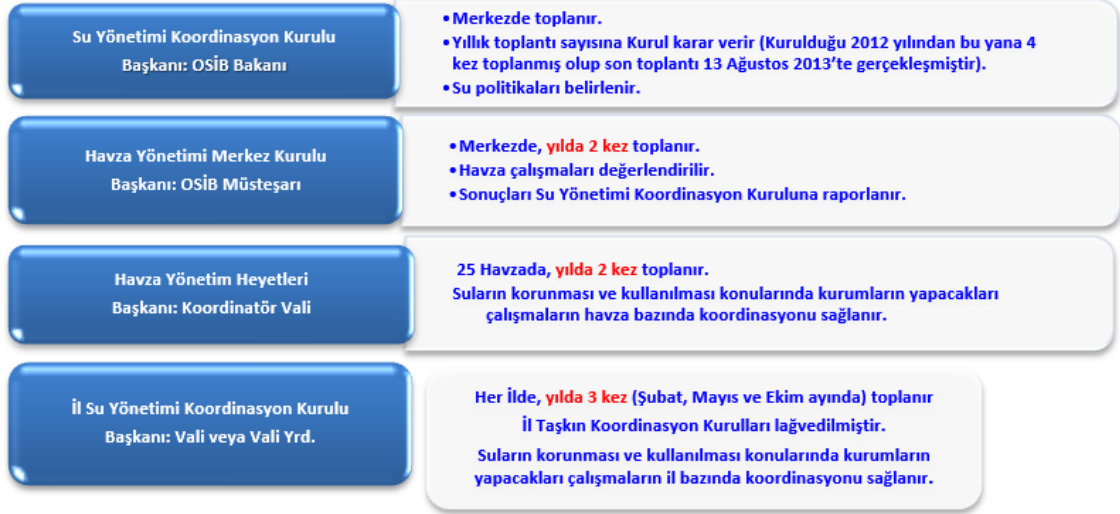 Su Yönetimi Koordinasyon Kurulu
Başkanı: OSİB Bakanı
•Merkezde toplanır.
•Yıllık toplantı sayısına Kurul karar verir (Kurulduğu 2012 yılından bu yana 4
kez toplanmış olup son toplantı 13 Ağustos 2013’te gerçekleşmiştir).
•Su politikaları belirlenir.
Havza Yönetimi Merkez Kurulu
Başkanı: OSİB Müsteşarı
•Merkezde, yılda 2 kez toplanır.
•Havza çalışmaları değerlendirilir.
•Sonuçları Su Yönetimi Koordinasyon Kuruluna raporlanır.
Havza Yönetim Heyetleri
Başkanı: Koordinatör Vali
25 Havzada, yılda 2 kez toplanır.
Suların korunması ve kullanılması konularında kurumların yapacakları
çalışmaların havza bazında koordinasyonu sağlanır.
İl Su Yönetimi Koordinasyon Kurulu
Başkanı: Vali veya Vali Yrd.
Her İlde, yılda 3 kez (Şubat, Mayıs ve Ekim ayında) toplanır
İl Taşkın Koordinasyon Kurulları lağvedilmiştir.
Suların korunması ve kullanılması konularında kurumların
yapacakları çalışmaların il bazında koordinasyonu sağlanır.